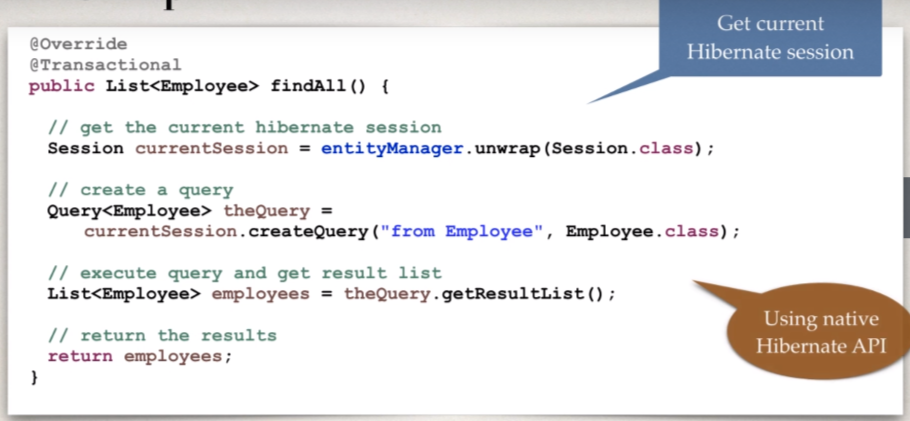 Get current
Hibernate session
@Override
@Transactional
public List<Employee> findAll() {
// get the current hibernate session
Session currentSession = entityManager.unwrap(Session.class);
// create a query
Query<Employee> theQuery =
currentSession.createQuery("from Employee", Employee.class);
// execute query and get result list
List<Employee> employees = theQuery.getResultList();
// return the results
return employees;
}
Using native
Hibernate API